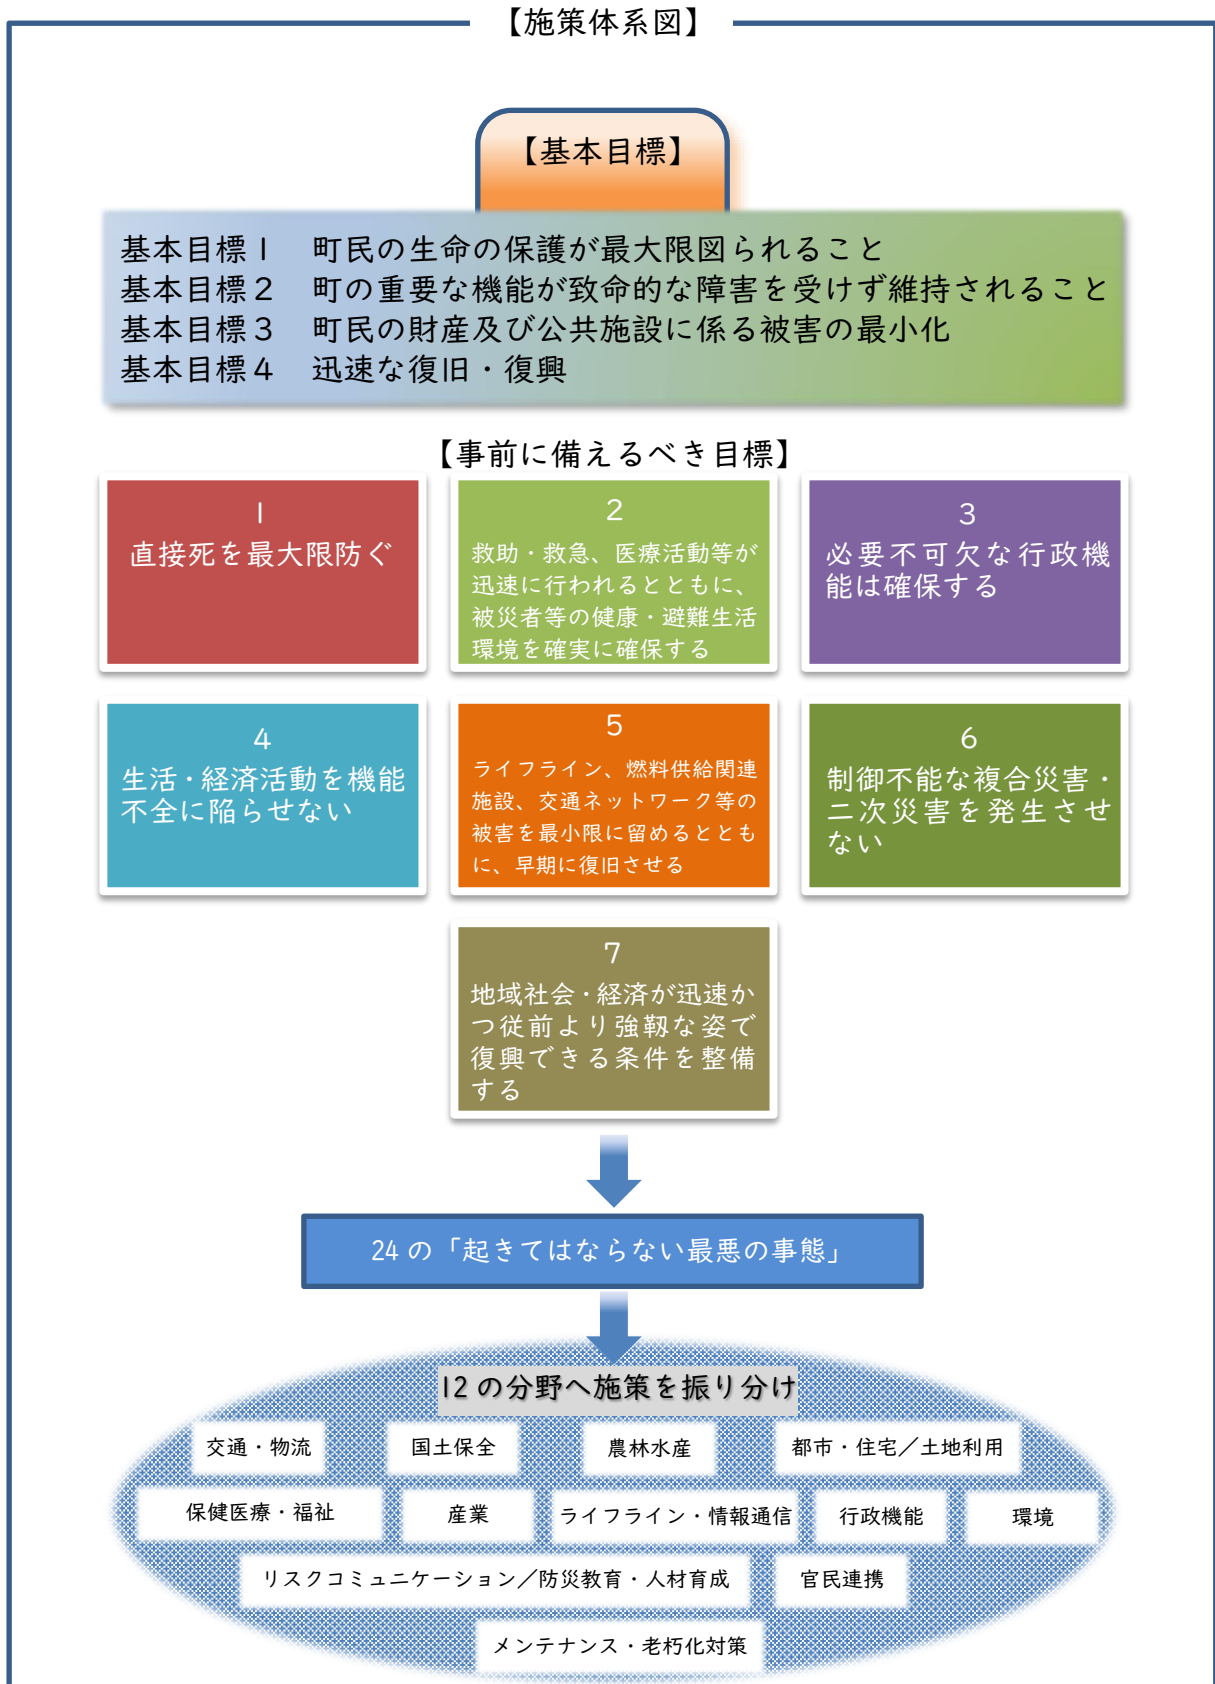 【施策体系図】
【基本目標】
基本目標1　町民の生命の保護が最大限図られること
基本目標2　町の重要な機能が致命的な障害を受けず維持されること
基本目標3　町民の財産及び公共施設に係る被害の最小化
基本目標4　迅速な復旧・復興
【事前に備えるべき目標】
1
直接死を最大限防ぐ
2
救助・救急、医療活動等が
迅速に行われるとともに、
被災者等の健康・避難生活
環境を確実に確保する
3
必要不可欠な行政機
能は確保する
4
生活・経済活動を機能
不全に陥らせない
5
ライフライン、燃料供給関連
施設、交通ネットワーク等の
被害を最小限に留めるととも
に、早期に復旧させる
6
制御不能な複合災害・
二次災害を発生させ
ない
7
地域社会・経済が迅速か
つ従前より強靱な姿で
復興できる条件を整備
する
24の「起きてはならない最悪の事態」
12の分野へ施策を振り分け
交通・物流
国土保全
農林水産
都市・住宅／土地利用
保健医療・福祉
産業
ライフライン・情報通信
行政機能
環境
リスクコミュニケーション／防災教育・人材育成
官民連携
メンテナンス・老朽化対策